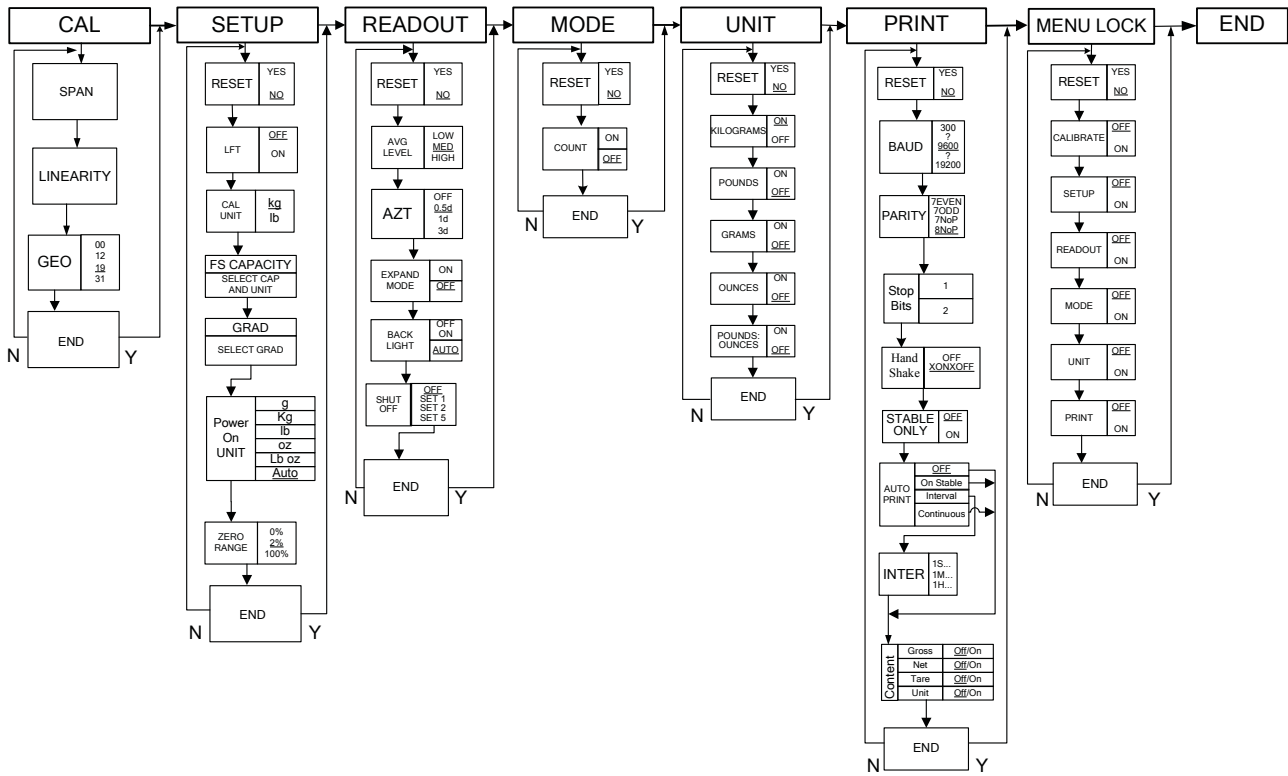 CAL
SETUP
READOUT
MODE
UNIT
PRINT
MENU LOCK
END
SPAN
LINEARITY
GEO
00
12
19
31
END
N
Y
RESET
YES
NO
LFT
OFF
ON
CAL
UNIT
kg
lb
FS CAPACITY
SELECT CAP
AND UNIT
GRAD
SELECT GRAD
Power
On
UNIT
g
Kg
lb
oz
Lb oz
Auto
ZERO
RANGE
0%
2%
100%
END
N
Y
RESET
YES
NO
AVG
LEVEL
LOW
MED
HIGH
AZT
OFF
0.5d
1d
3d
EXPAND
MODE
ON
OFF
BACK
LIGHT
OFF
ON
AUTO
SHUT
OFF
OFF
SET 1
SET 2
SET 5
END
N
Y
RESET
YES
NO
COUNT
ON
OFF
END
N
Y
RESET
YES
NO
KILOGRAMS
ON
OFF
POUNDS
ON
OFF
GRAMS
ON
OFF
OUNCES
ON
OFF
POUNDS:
OUNCES
ON
OFF
END
N
Y
RESET
YES
NO
BAUD
300
?
9600
?
19200
PARITY
7EVEN
7ODD
7NoP
8NoP
Stop
Bits
1
2
Hand
Shake
OFF
XONXOFF
STABLE
ONLY
OFF
ON
AUTO
PRINT
OFF
On Stable
Interval
Continuous
INTER
1S...
1M...
1H...
Content
Gross
Off/On
Net
Off/On
Tare
Off/On
Unit
Off/On
END
N
Y
RESET
YES
NO
CALIBRATE
OFF
ON
SETUP
OFF
ON
READOUT
OFF
ON
MODE
OFF
ON
UNIT
OFF
ON
PRINT
OFF
ON
END
N
Y